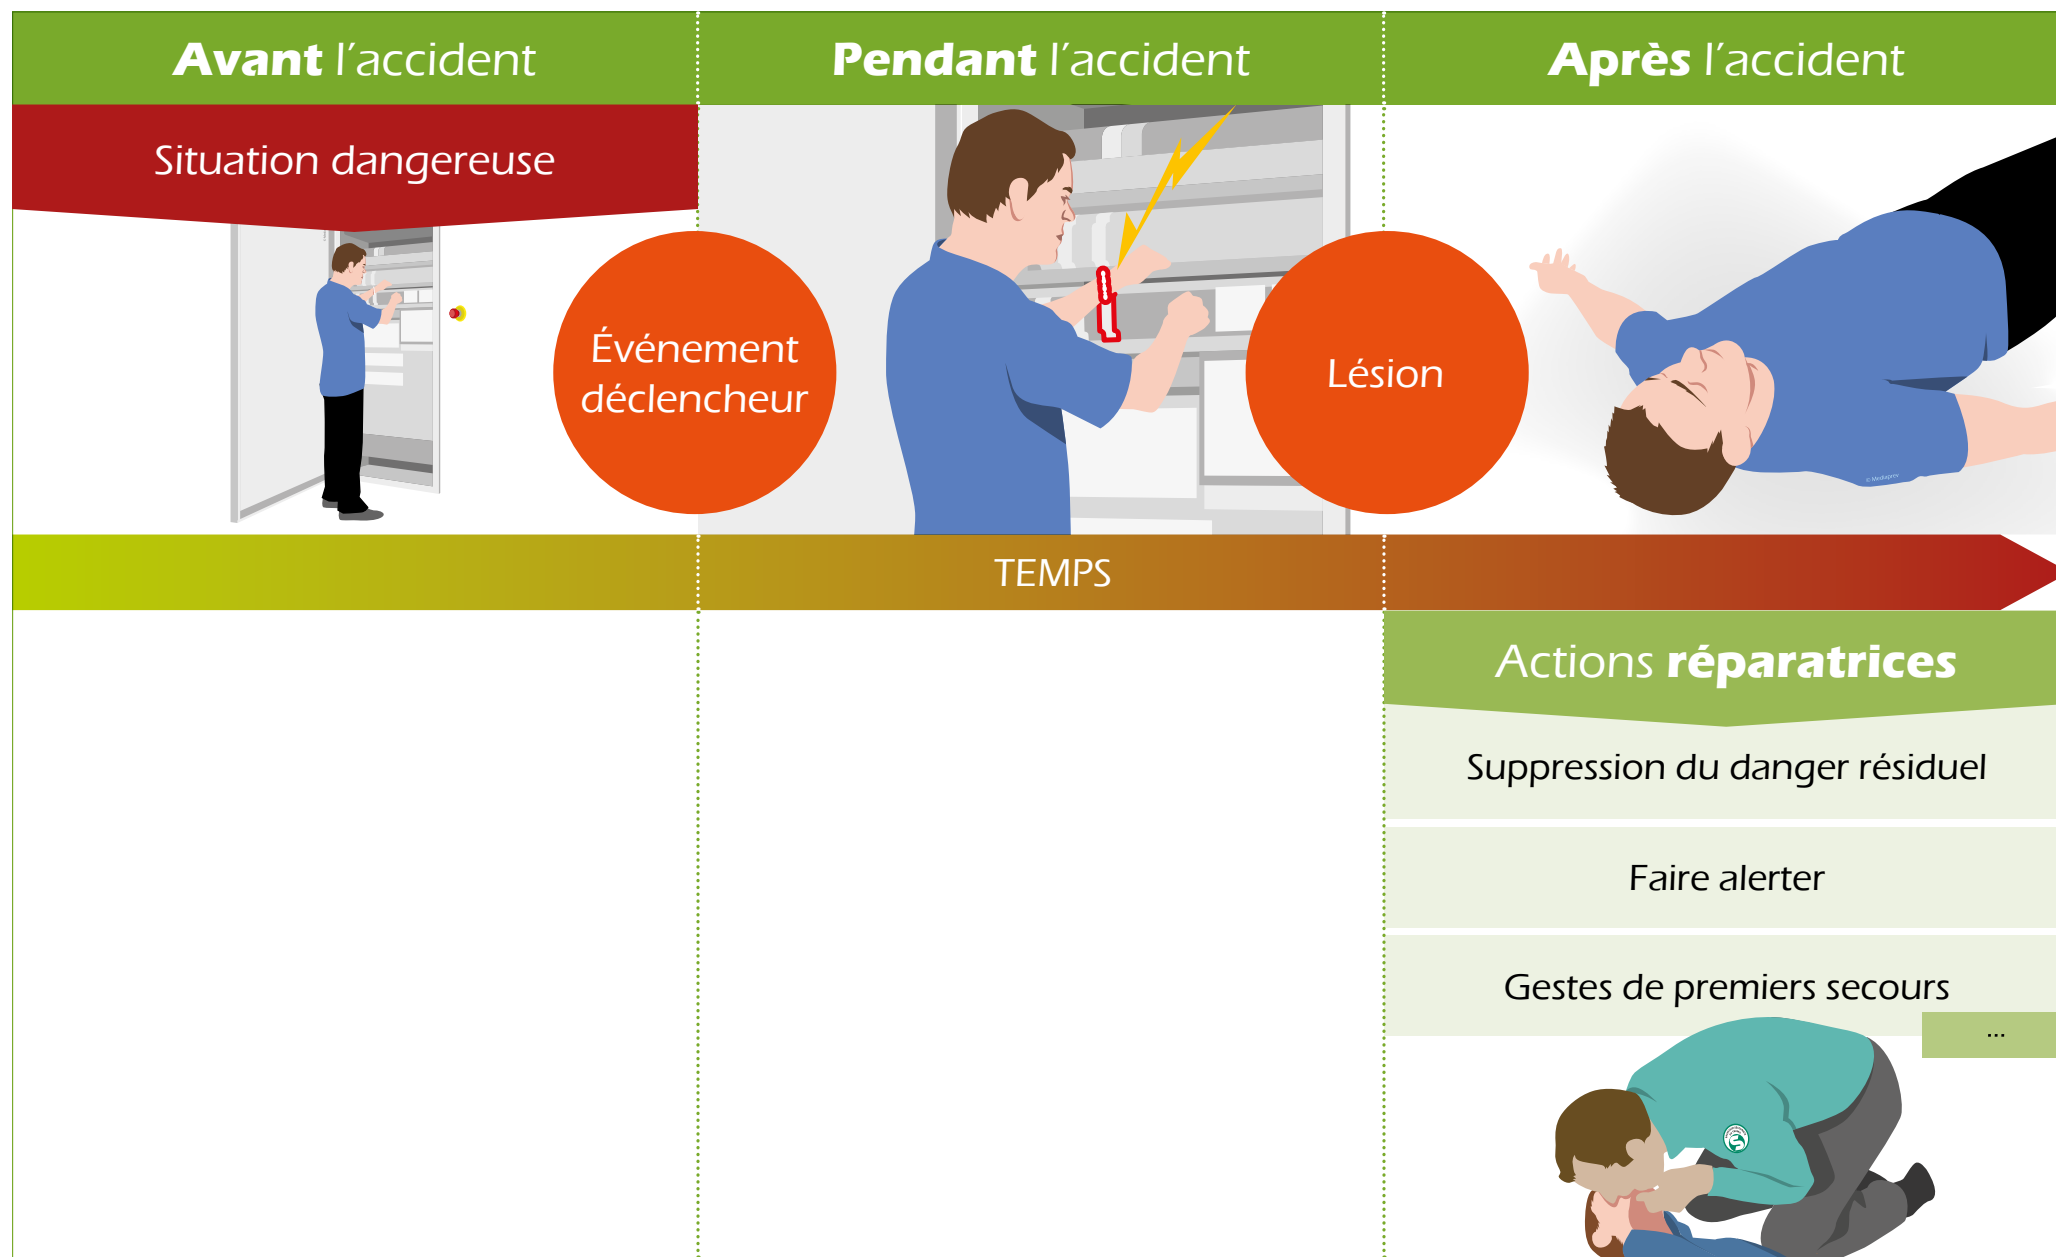 Avant l'accident
Pendant l'accident
Après l'accident
Situation dangereuse
Événement
déclencheur
Lésion
© Mediaprev
TEMPS
Actions réparatrices
Suppression du danger résiduel
Faire alerter
Gestes de premiers secours
...